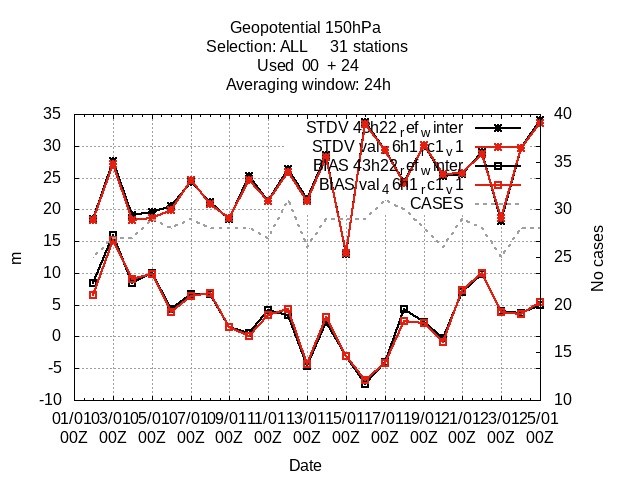 Geopotential 150hPa
Selection: ALL 31 stations
Used 00 + 24
Averaging window: 24h
STDV 43h22_ref_winter
STDV val_46h1_rc1_v1
BIAS 43h22_ref_winter
BIAS val_46h1_rc1_v1
CASES
35
30
25
20
15
10
5
0
-5
-10
m
40
35
30
25
20
15
10
No cases
01/01 03/01 05/01 07/01 09/01 11/01 13/01 15/01 17/01 19/01 21/01 23/01 25/01
00Z 00Z 00Z 00Z 00Z 00Z 00Z 00Z 00Z 00Z 00Z 00Z 00Z
Date